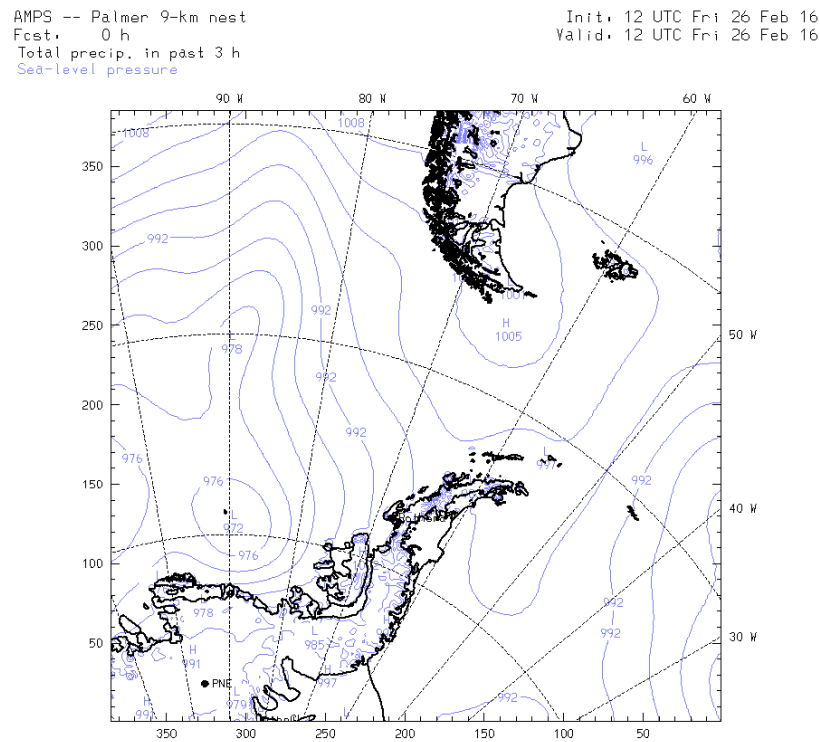 AMPS -- Palmer 9-km nest
Init: 12 UTC Fri 26 Feb 16
Fcst: 0 h
Valid: 12 UTC Fri 26 Feb 16
Total precip. in past 3 h
Sea-level pressure
90 W 80 W 70 W 60 W
1008 1008
L
996
350
992
300
992
250
L
978
H
1005
50 W
992
200
992
976
976
L
992
150
L
972
40 W
976
100
978
992
L
985
992
30 W
50
H
991
H
997
PNE
L
979
992
H
L
350 300 250 200 150 100 50